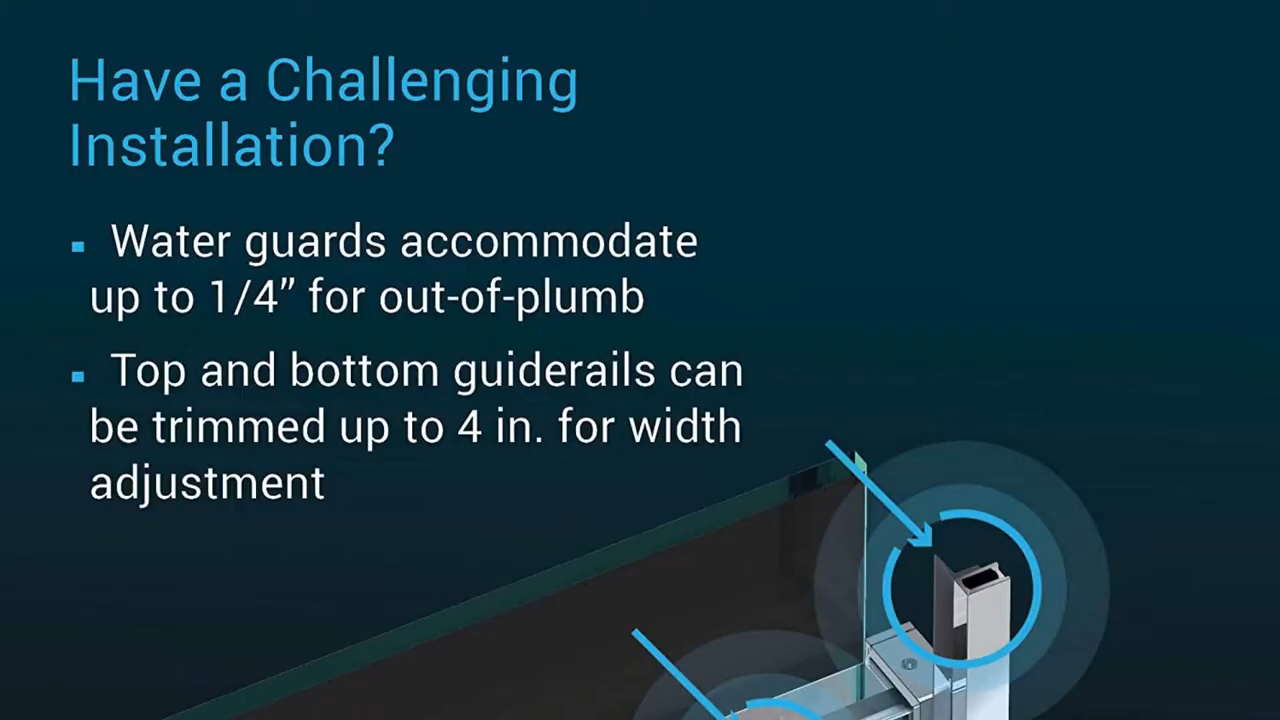 Have a Challenging
Installation?
▪ Water guards accommodate
up to 1/4” for out-of-plumb
▪ Top and bottom guiderails can
be trimmed up to 4 in. for width
adjustment